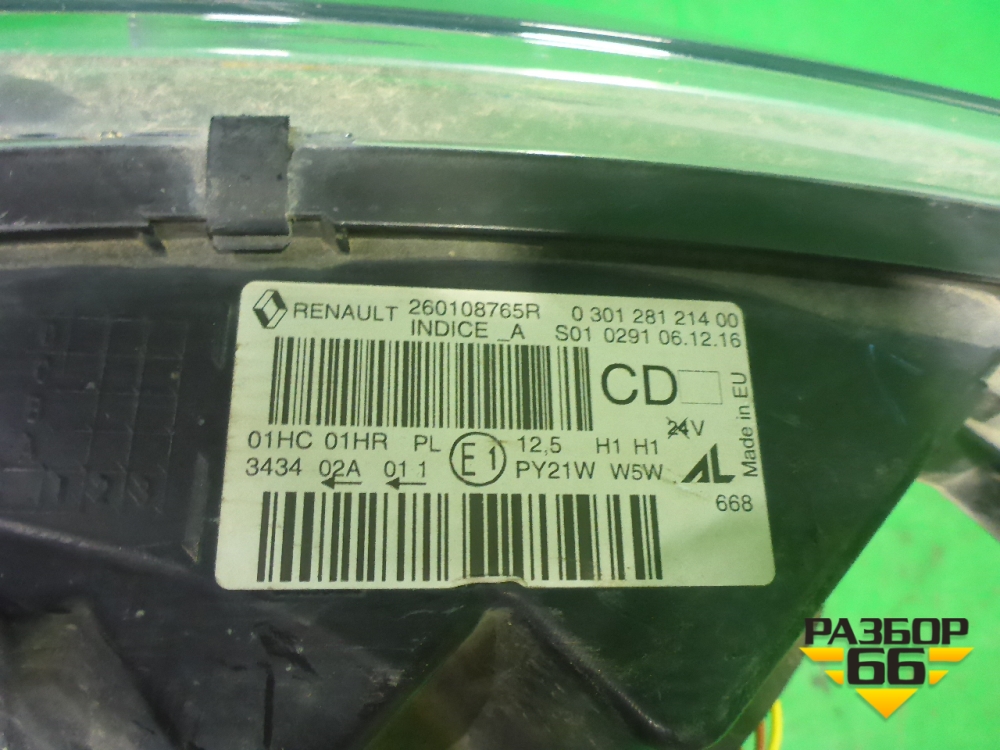 RENAULT 260108765R 0 301 281 214 00
INDICE _A S01 0291 06.12.16
CD
Made in EU
01HC 01HR PL E1 12,5 H1 H1 24V
3434 02A 01 1 PY21W W5W AL
668
РАЗБОР
66